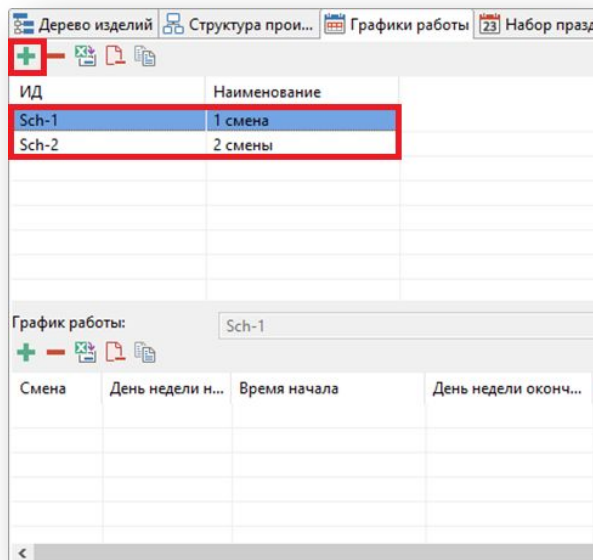 Дерево изделий Структура прои... Графики работы 23 Набор празд
ИД Наименование
Sch-1 1 смена
Sch-2 2 смены
График работы: Sch-1
Смена День недели н... Время начала День недели оконч...